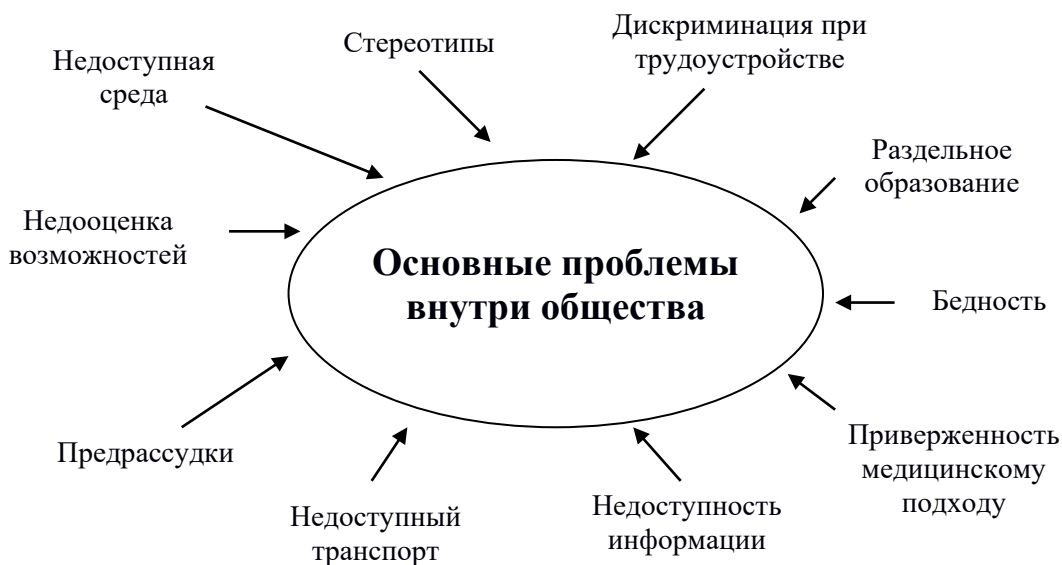 Стереотипы
Дискриминация при
трудоустройстве
Недоступная
среда
Раздельное
образование
Недооценка
возможностей
Основные проблемы
внутри общества
Бедность
Предрассудки
Приверженность
медицинскому
подходу
Недоступный
транспорт
Недоступность
информации